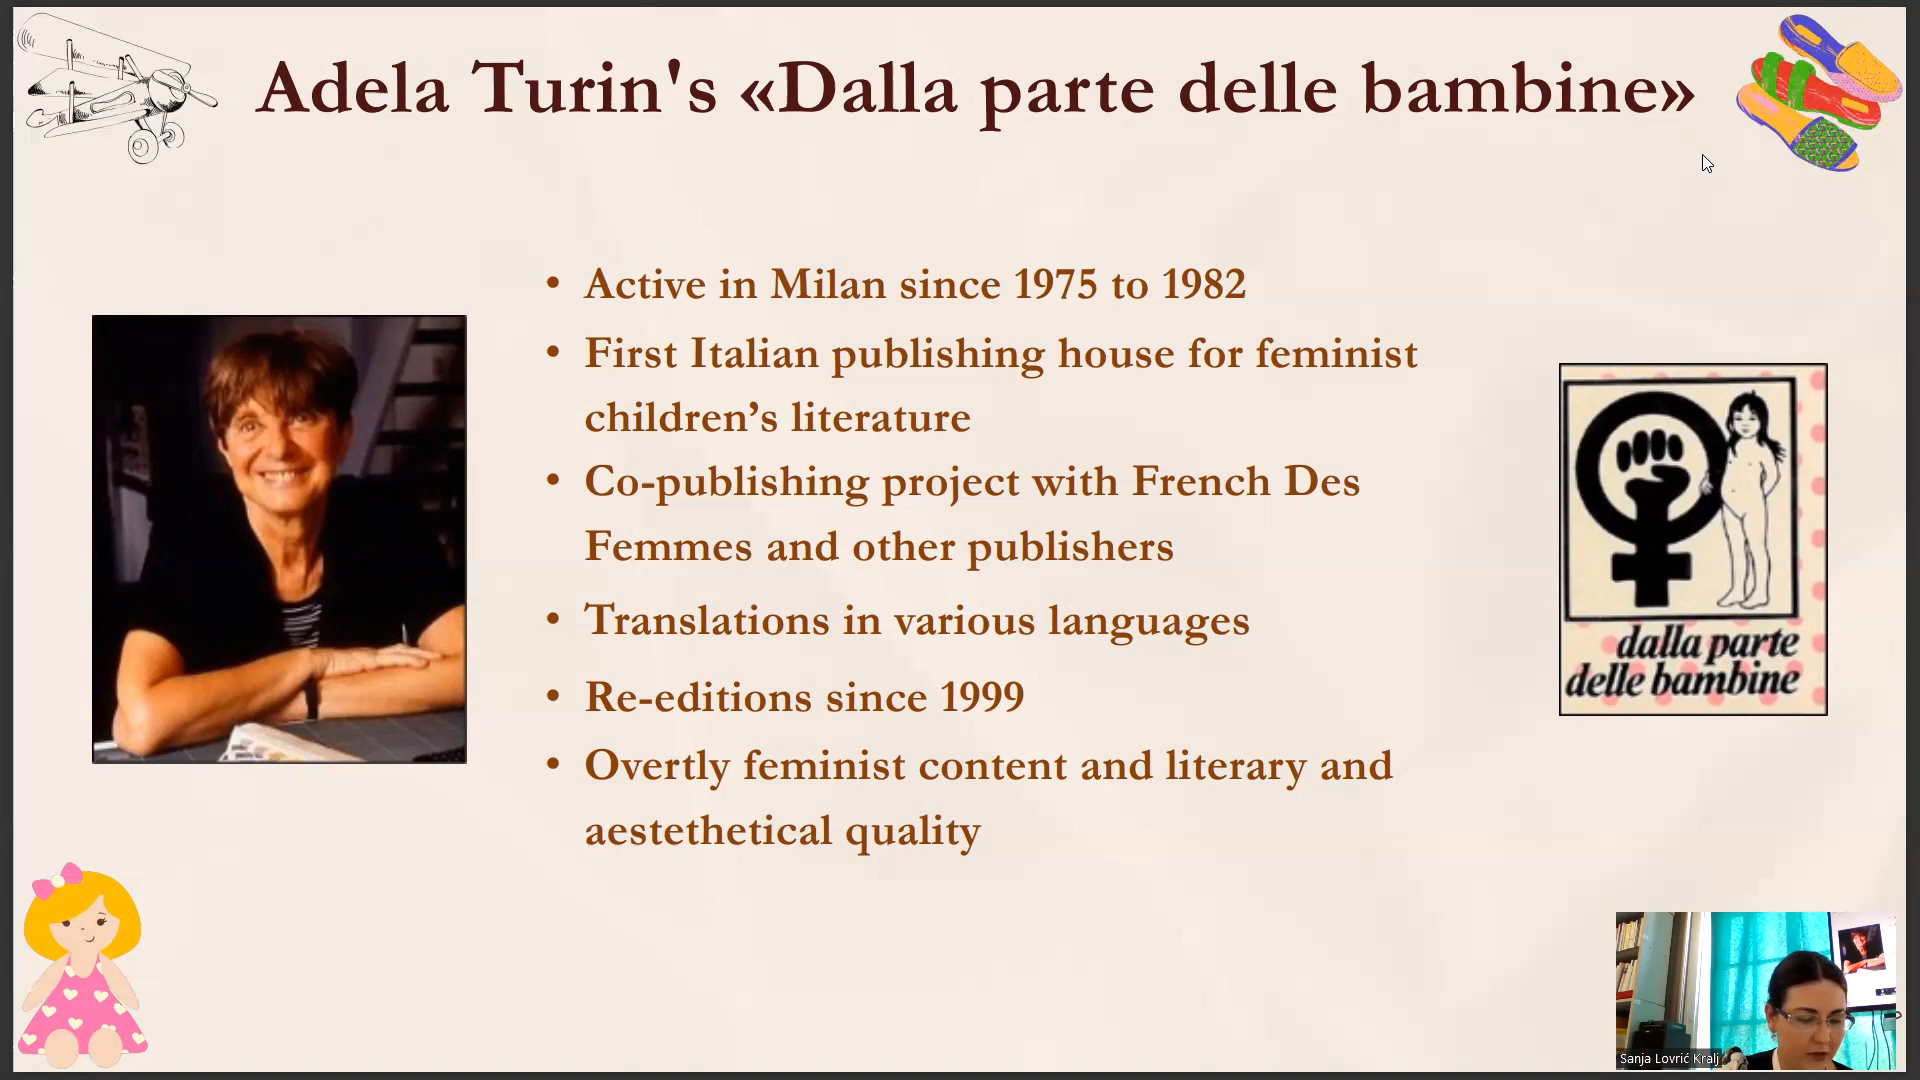 Adela Turin's «Dalla parte delle bambine»
• Active in Milan since 1975 to 1982
• First Italian publishing house for feminist
children’s literature
• Co-publishing project with French Des
Femmes and other publishers
• Translations in various languages
• Re-editions since 1999
• Overtly feminist content and literary and
aestethetical quality
dalla parte
delle bambine
Sanja Lovrić Kralj